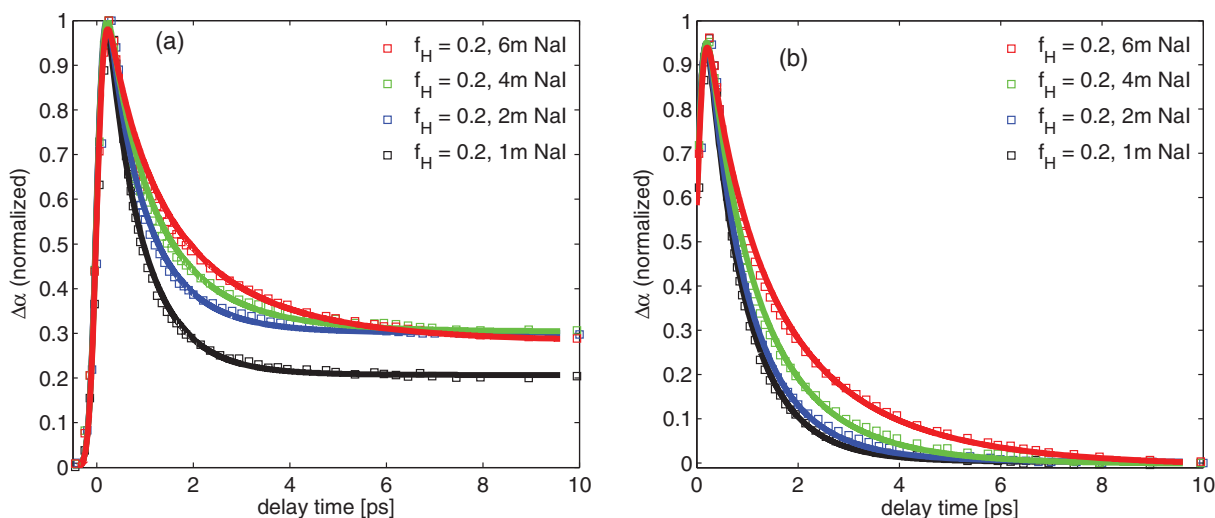 (a)
f_H = 0.2, 6m NaI
f_H = 0.2, 4m NaI
f_H = 0.2, 2m NaI
f_H = 0.2, 1m NaI
1
0.9
0.8
0.7
0.6
0.5
0.4
0.3
0.2
0.1
0
Δα (normalized)
0 2 4 6 8 10
delay time [ps]
(b)
f_H = 0.2, 6m NaI
f_H = 0.2, 4m NaI
f_H = 0.2, 2m NaI
f_H = 0.2, 1m NaI
1
0.9
0.8
0.7
0.6
0.5
0.4
0.3
0.2
0.1
0
Δα (normalized)
0 2 4 6 8 10
delay time [ps]